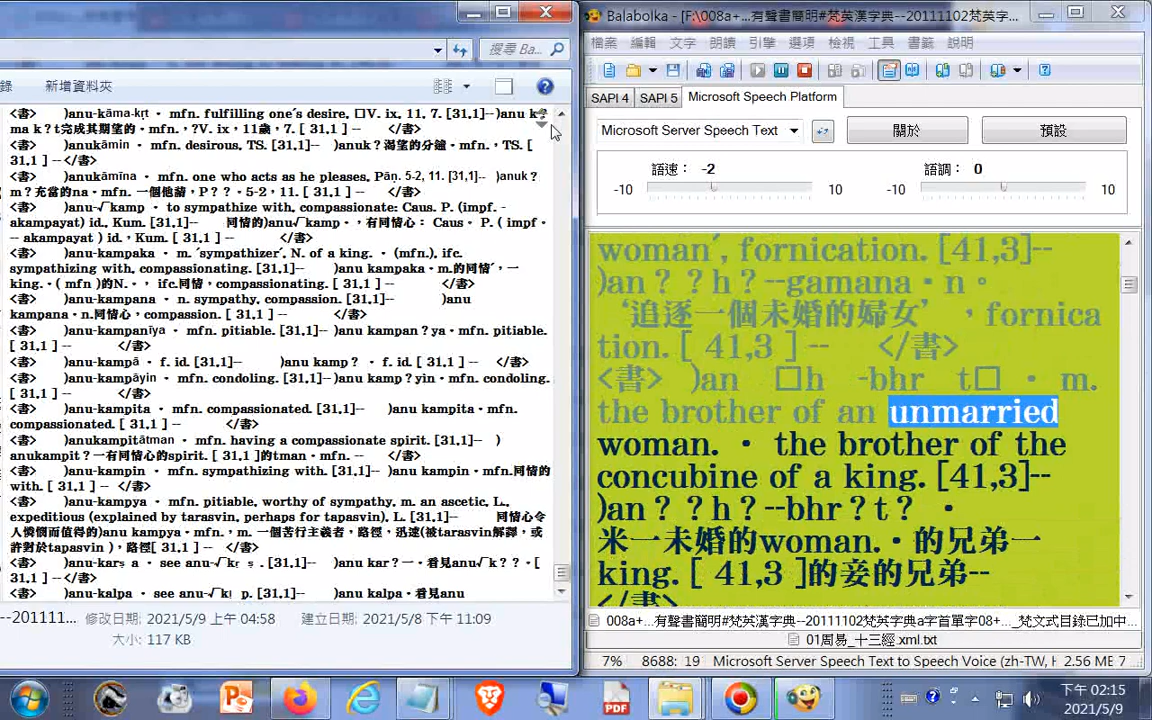 搜尋 Ba...
錄 新增資料夾
<書> )anu-kāma-kṛt • mfn. fulfilling one´s desire, □V. ix, 11, 7. [31,1]--)anu k?
ma k?t完成其期望的•mfn.，?V. ix，11歲，7. [ 31,1 ] </書>
<書> )anukāmin • mfn. desirous, TS. [31,1]-- )anuk?渴望的分鐘•mfn.，TS. [
31,1 ]</書>
<書> )anukāmīna • mfn. one who acts as he pleases, Pāṇ. 5-2, 11. [31,1]-- )anuk?
m?充當的na•mfn. 一個他請，P??。5-2，11. [ 31,1 ] </書>
<書> )anu-√kamp • to sympathize with, compassionate: Caus. P. (impf. -
akampayat) id., Kum. [31,1]-- 同情的)anu√kamp•，有同情心： Caus。P. ( impf。
-- akampayat ) id，Kum. [ 31,1 ] </書>
<書> )anu-kampaka • m. ´sympathizer´, N. of a king. • (mfn.), ifc.
sympathizing with, compassionating. [31,1]-- )anu kampaka•m.的同情´，一
king.•( mfn )的N.•，ifc.同情，compassionating. [ 31,1 ] </書>
<書> )anu-kampana • n. sympathy, compassion. [31,1]-- )anu
kampana•n.同情心，compassion. [ 31,1 ] </書>
<書> )anu-kampanīya • mfn. pitiable. [31,1]-- )anu kampan?ya•mfn. pitiable.
[ 31,1 ] </書>
<書> )anu-kampā • f. id. [31,1]-- )anu kamp? • f. id. [ 31,1 ] </書>
<書> )anu-kampāyin • mfn. condoling. [31,1]-- )anu kamp?yin•mfn. condoling.
[ 31,1 ] </書>
<書> )anu-kampita • mfn. compassionated. [31,1]-- )anu kampita•mfn.
compassionated. [ 31,1 ] </書>
<書> )anukampitātman • mfn. having a compassionate spirit. [31,1]-- )
anukampit?一有同情心的spirit. [ 31,1 ]的tman•mfn. </書>
<書> )anu-kampin • mfn. sympathizing with. [31,1]-- )anu kampin•mfn.同情的
with. [ 31,1 ] </書>
<書> )anu-kampya • mfn. pitiable, worthy of sympathy, m. an ascetic, L.,
expeditious (explained by tarasvin, perhaps for tapasvin), L. [31,1]-- 同情心令
人憐憫而值得的)anu kampya•mfn.，m. 一個苦行主義者，路徑，迅速(被tarasvin解釋，或
許對於tapasvin )，路徑[ 31,1 ] </書>
<書> )anu-karṣ a • see anu-√kṛ ṣ . [31,1]-- )anu kar?一•看見anu√k??•[
31,1 ]--</書>
<書> )anu-kalpa • see anu-√kḷ p. [31,1]-- )anu kalpa•看見anu
--201111... 修改日期: 2021/5/9 上午 04:58 建立日期: 2021/5/8 下午 11:09
大小: 117 KB
Balabolka - [F:\008a+...有聲書簡明#梵英漢字典--20111102梵英字...
檔案 編輯 文字 朗讀 引擎 選項 檢視 工具 書籤 說明
SAPI 4 SAPI 5 Microsoft Speech Platform
Microsoft Server Speech Text 關於 預設
語速： -2 語調： 0
-10 10 -10 10
woman´, fornication. [41,3]--
)an ? ? h ? --gamana•n。
‘追逐一個未婚的婦女’，fornica
tion. [ 41,3 ] -- </書>
<書> )an □h -bhr t□ • m.
the brother of an unmarried
woman. • the brother of the
concubine of a king. [41,3]--
)an ? ? h ? --bhr ? t ? •
米一未婚的woman.•的兄弟一
king. [ 41,3 ]的妾的兄弟--
</書>
008a+...有聲書簡明#梵英漢字典--20111102梵英字典a字首單字08+..._梵文式目錄已加中...
01周易_十三經.xml.txt
7% 8688: 19 Microsoft Server Speech Text to Speech Voice (zh-TW, H 2.56 MB 7
下午 02:15
2021/5/9